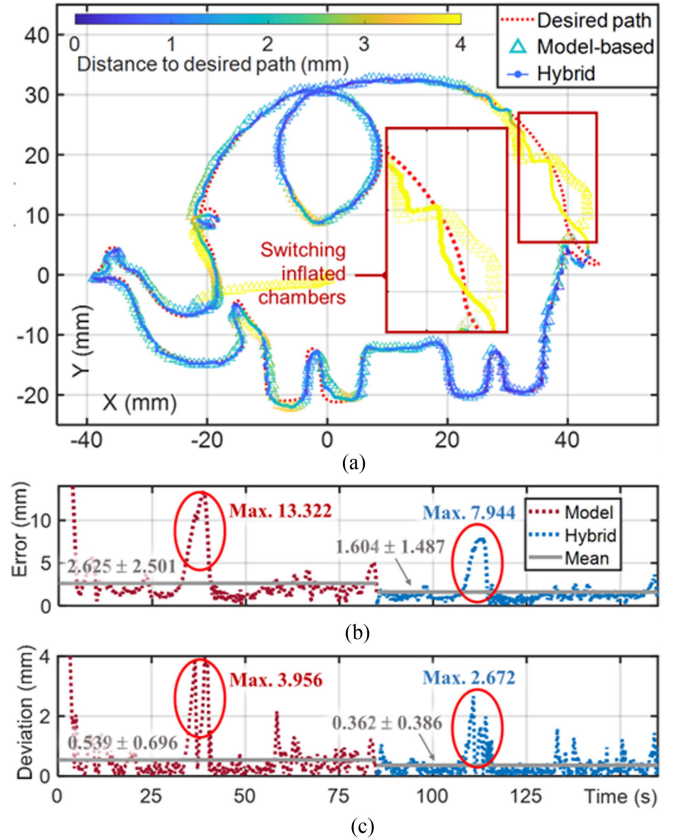 0 1 2 3 4
Distance to desired path (mm)
Desired path
Model-based
Hybrid
40
30
20
10
0
-10
-20
Y (mm)
X (mm)
Switching
inflated
chambers
-40 -20 0 20 40
(a)
Error (mm)
10
5
0
Max. 13.322
2.625 ± 2.501
Max. 7.944
1.604 ± 1.487
Model
Hybrid
Mean
(b)
Deviation (mm)
4
2
0
Max. 3.956
0.539 ± 0.696
Max. 2.672
0.362 ± 0.386
0 25 50 75 100 125 Time (s)
(c)